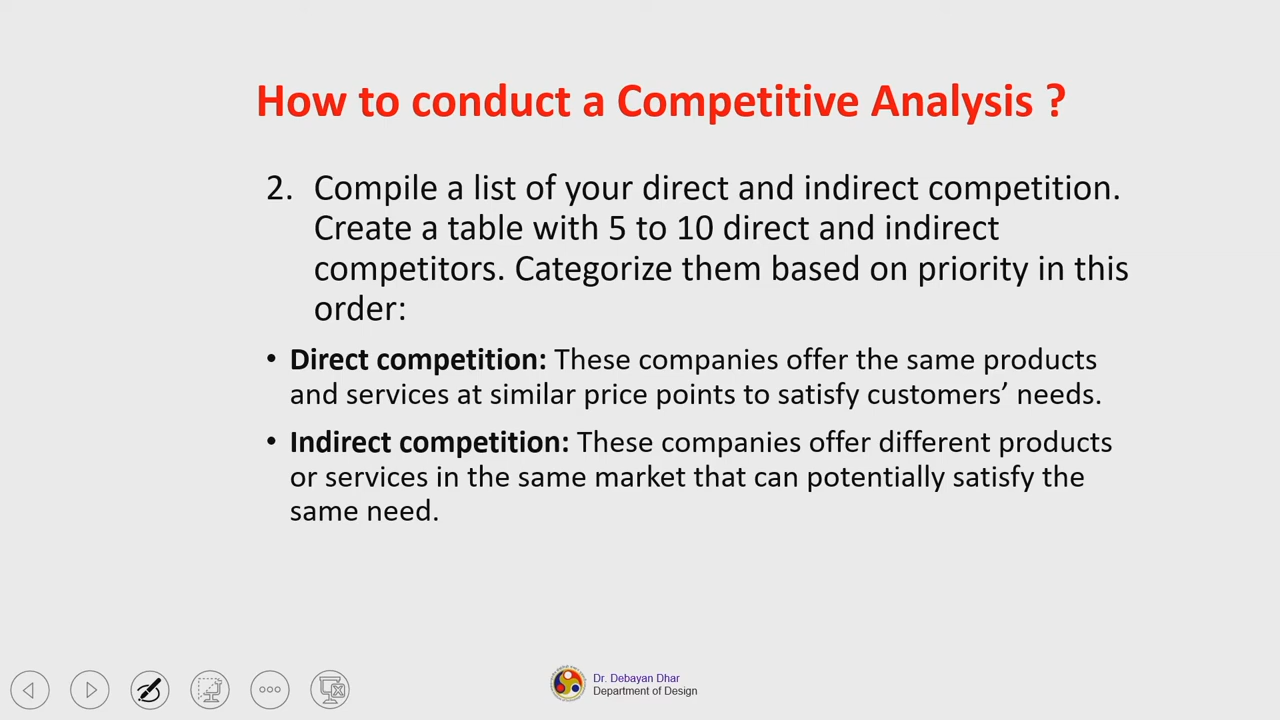 How to conduct a Competitive Analysis ?
2. Compile a list of your direct and indirect competition.
Create a table with 5 to 10 direct and indirect
competitors. Categorize them based on priority in this
order:
• Direct competition: These companies offer the same products
and services at similar price points to satisfy customers’ needs.
• Indirect competition: These companies offer different products
or services in the same market that can potentially satisfy the
same need.
Dr. Debayan Dhar
Department of Design